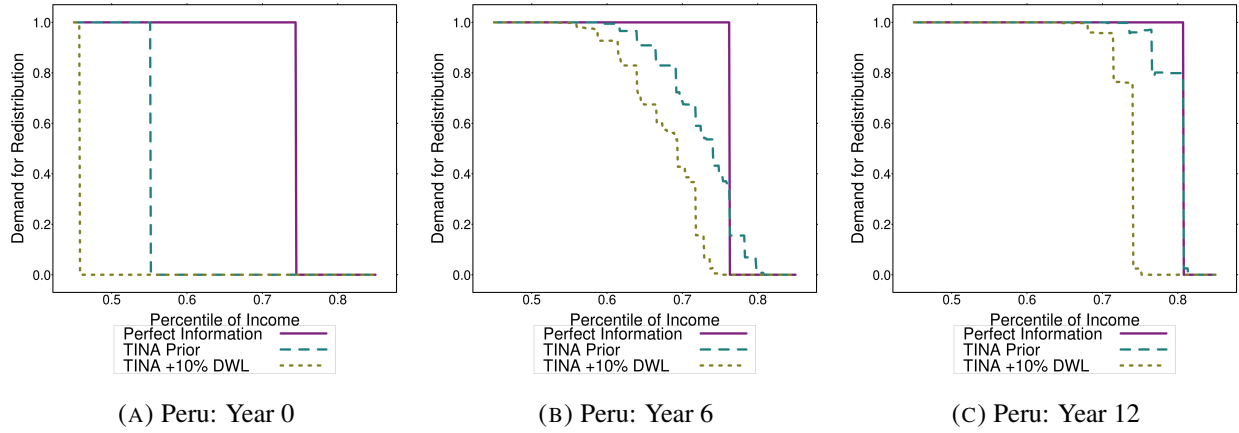 Demand for Redistribution
1.0
0.8
0.6
0.4
0.2
0.0
0.5 0.6 0.7 0.8
Percentile of Income
Perfect Information
TINA Prior
TINA +10% DWL
(A) Peru: Year 0
Demand for Redistribution
1.0
0.8
0.6
0.4
0.2
0.0
0.5 0.6 0.7 0.8
Percentile of Income
Perfect Information
TINA Prior
TINA +10% DWL
(B) Peru: Year 6
Demand for Redistribution
1.0
0.8
0.6
0.4
0.2
0.0
0.5 0.6 0.7 0.8
Percentile of Income
Perfect Information
TINA Prior
TINA +10% DWL
(C) Peru: Year 12